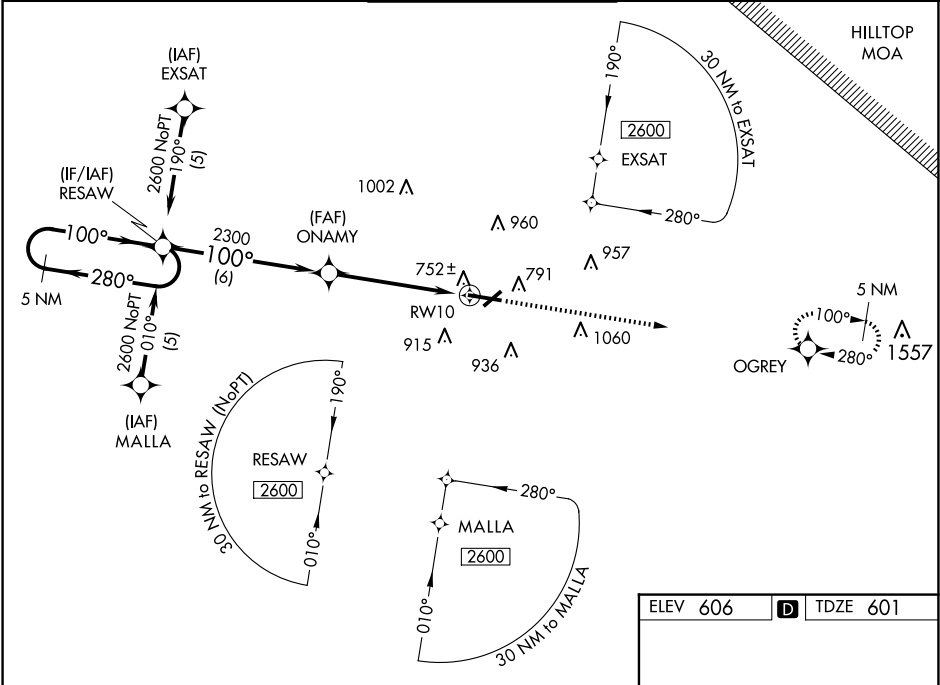 HILLTOP
MOA
(IAF)
EXSAT
2600 NoPT
190°
(5)
(IF/IAF)
RESAW
100°
280°
5 NM
2600 NoPT
010°
(5)
(IAF)
MALLA
2300
100°
(6)
(FAF)
ONAMY
1002
960
957
752±
791
RW10
915
936
1060
190°
30 NM to EXSAT
2600
EXSAT
280°
5 NM
100°
280°
OGREY
1557
30 NM to RESAW (NoPT)
190°
RESAW
2600
010°
280°
MALLA
2600
010°
30 NM to MALLA
ELEV 606 D TDZE 601